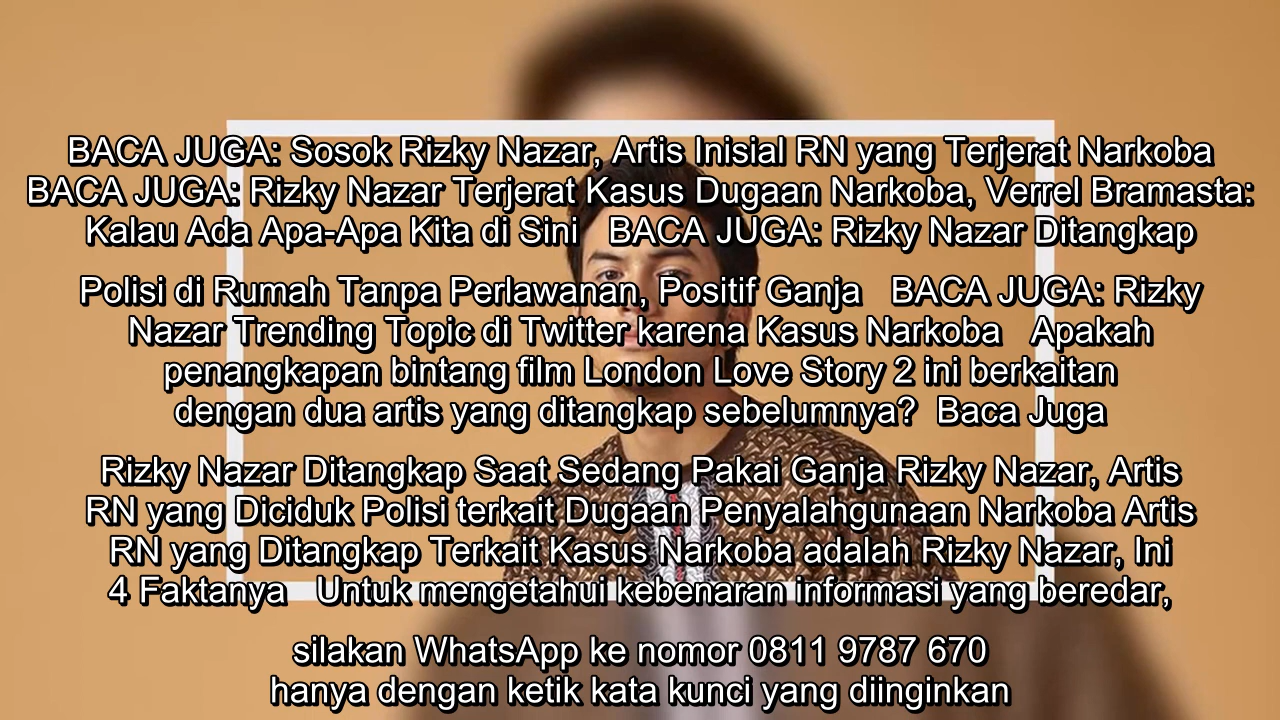 BACA JUGA: Sosok Rizky Nazar, Artis Inisial RN yang Terjerat Narkoba
BACA JUGA: Rizky Nazar Terjerat Kasus Dugaan Narkoba, Verrel Bramasta:
Kalau Ada Apa-Apa Kita di Sini   BACA JUGA: Rizky Nazar Ditangkap
Polisi di Rumah Tanpa Perlawanan, Positif Ganja   BACA JUGA: Rizky
Nazar Trending Topic di Twitter karena Kasus Narkoba   Apakah
penangkapan bintang film London Love Story 2 ini berkaitan
dengan dua artis yang ditangkap sebelumnya?  Baca Juga
Rizky Nazar Ditangkap Saat Sedang Pakai Ganja Rizky Nazar, Artis
RN yang Diciduk Polisi terkait Dugaan Penyalahgunaan Narkoba Artis
RN yang Ditangkap Terkait Kasus Narkoba adalah Rizky Nazar, Ini
4 Faktanya   Untuk mengetahui kebenaran informasi yang beredar,
silakan WhatsApp ke nomor 0811 9787 670
hanya dengan ketik kata kunci yang diinginkan